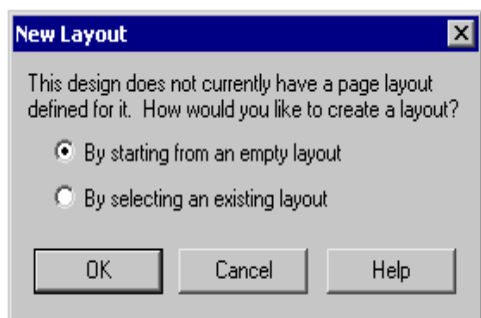 New Layout
This design does not currently have a page layout
defined for it.  How would you like to create a layout?
By starting from an empty layout
By selecting an existing layout
OK Cancel Help